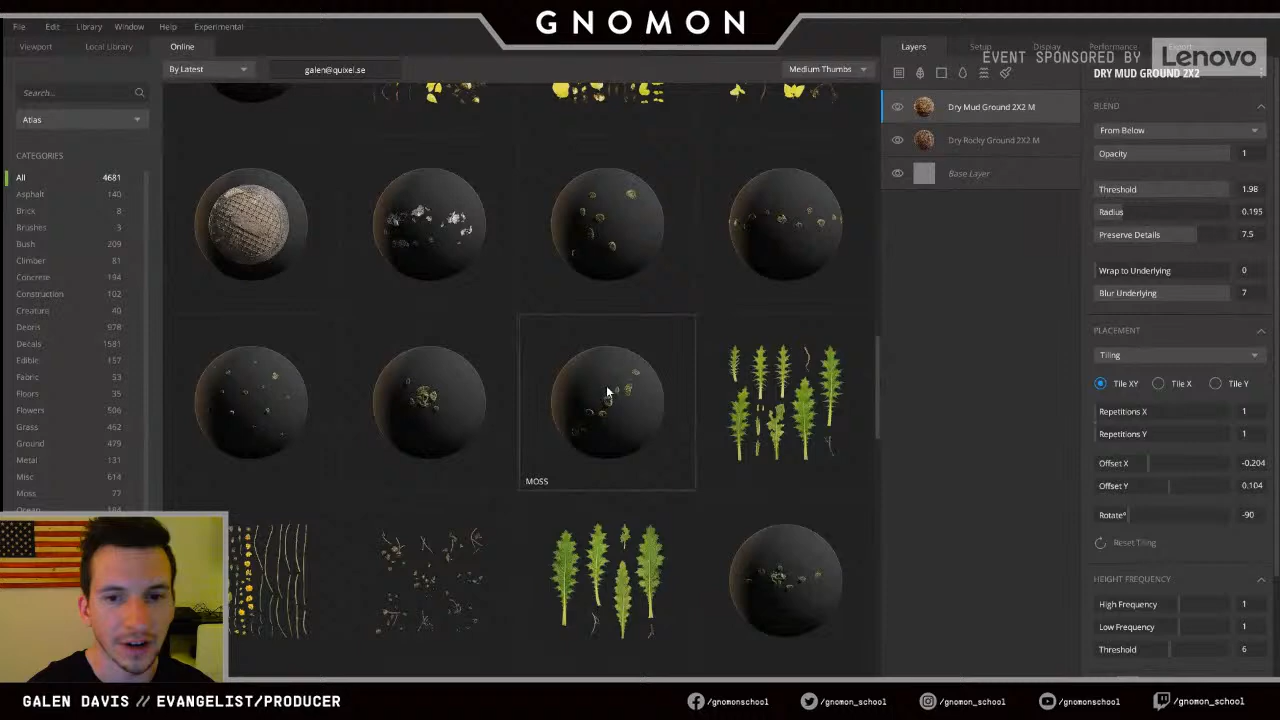 GNOMON
File Edit Library Window Help Experimental
Viewport Local Library Online
Layers Setup Display Performance
EVENT SPONSORED BY Lenovo
By Latest
galen@quixel.se
Medium Thumbs
DRY MUD GROUND 2X2
Search...
Atlas
CATEGORIES
All 4681
Asphalt 140
Brick 8
Brushes 3
Bush 209
Climber 81
Concrete 194
Construction 102
Creature 40
Debris 978
Decals 1581
Edible 157
Fabric 53
Floors 35
Flowers 506
Grass 462
Ground 479
Metal 131
Misc 614
Moss 77
MOSS
Dry Mud Ground 2X2 M
Dry Rocky Ground 2X2 M
Base Layer
BLEND
From Below
Opacity 1
Threshold 1.98
Radius 0.195
Preserve Details 7.5
Wrap to Underlying 0
Blur Underlying 7
PLACEMENT
Tiling
Tile XY Tile X Tile Y
Repetitions X 1
Repetitions Y 1
Offset X -0.204
Offset Y 0.104
Rotate° -90
Reset Tiling
HEIGHT FREQUENCY
High Frequency 1
Low Frequency 1
Threshold 6
GALEN DAVIS // EVANGELIST/PRODUCER
/gnomonschool /gnomon_school /gnomon_school /gnomonschool /gnomon_school